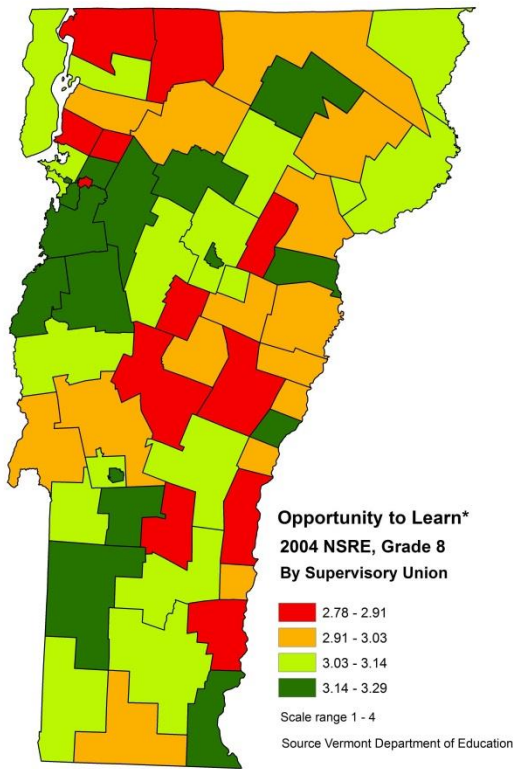 Opportunity to Learn*
2004 NSRE, Grade 8
By Supervisory Union
2.78 - 2.91
2.91 - 3.03
3.03 - 3.14
3.14 - 3.29
Scale range 1 - 4
Source Vermont Department of Education